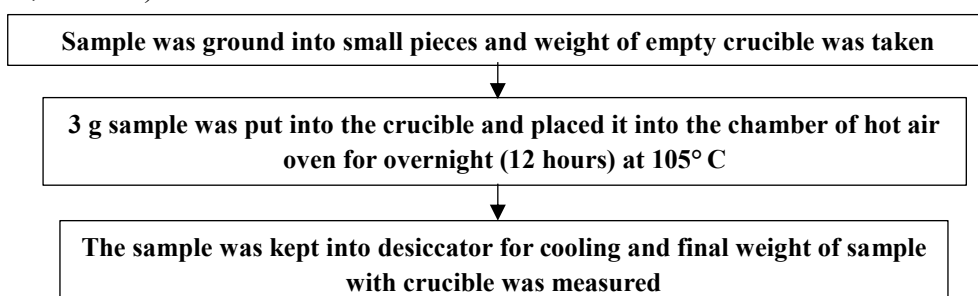 Sample was ground into small pieces and weight of empty crucible was taken
3 g sample was put into the crucible and placed it into the chamber of hot air
oven for overnight (12 hours) at 105° C
The sample was kept into desiccator for cooling and final weight of sample
with crucible was measured